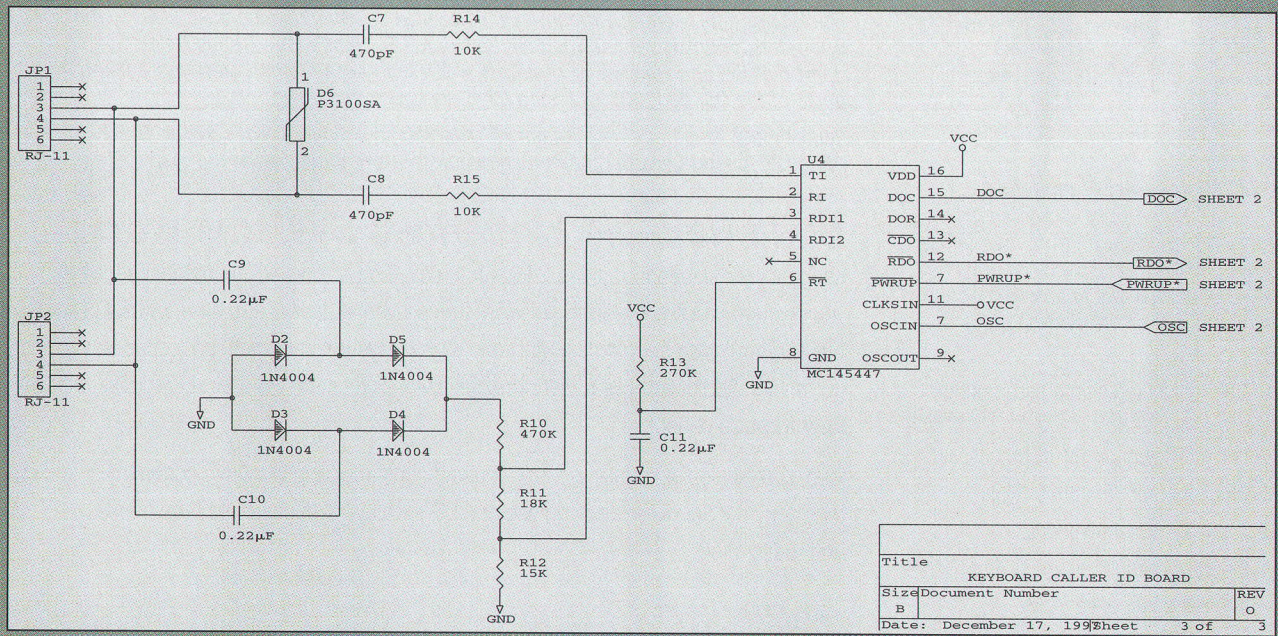 C7
470pF
R14
10K
JP1
1
2
3
4
5
6
RJ-11
1
D6
P3100SA
2
C8
470pF
R15
10K
C9
0.22µF
JP2
1
2
3
4
5
6
RJ-11
D2
1N4004
D5
1N4004
GND
D3
1N4004
D4
1N4004
C10
0.22µF
R10
470K
R11
18K
R12
15K
GND
VCC
R13
270K
C11
0.22µF
GND
VCC
U4
1 TI VDD 16
2 RI DOC 15 DOC DOC SHEET 2
3 RDI1 DOR 14
4 RDI2 CDO 13
5 NC RDO 12 RDO* RDO* SHEET 2
6 RT PWRUP 7 PWRUP* PWRUP* SHEET 2
CLKSIN 11 VCC
OSCIN 7 OSC OSC SHEET 2
8 GND OSCOUT 9
GND
MC145447
Title
KEYBOARD CALLER ID BOARD
Size Document Number REV
B 0
Date: December 17, 1997 Sheet 3 of 3